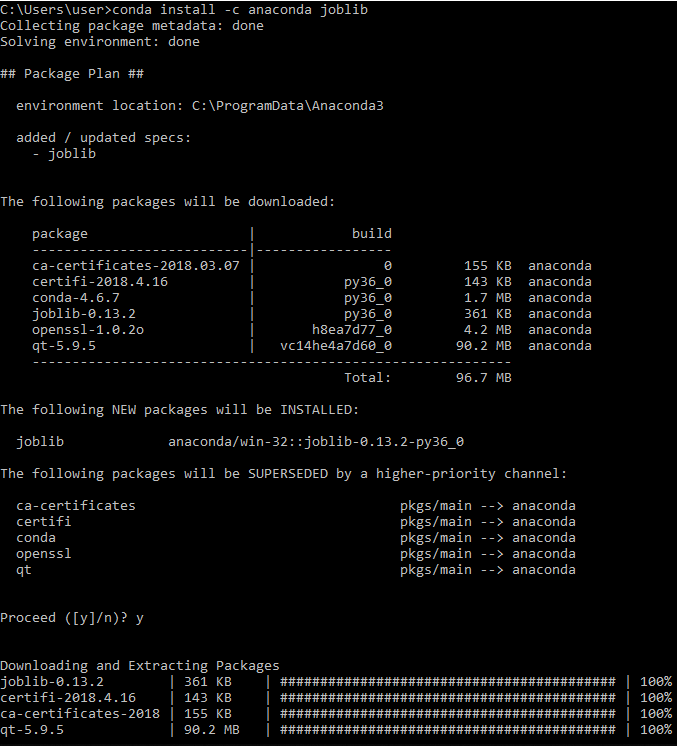 C:\Users\user>conda install -c anaconda joblib
Collecting package metadata: done
Solving environment: done
## Package Plan ##
environment location: C:\ProgramData\Anaconda3
added / updated specs:
- joblib
The following packages will be downloaded:
package | build
---------------------------|-----------------
ca-certificates-2018.03.07 | 0 155 KB anaconda
certifi-2018.4.16 | py36_0 143 KB anaconda
conda-4.6.7 | py36_0 1.7 MB anaconda
joblib-0.13.2 | py36_0 361 KB anaconda
openssl-1.0.2o | h8ea7d77_0 4.2 MB anaconda
qt-5.9.5 | vc14he4a7d60_0 90.2 MB anaconda
------------------------------------------------------------
Total: 96.7 MB
The following NEW packages will be INSTALLED:
joblib anaconda/win-32::joblib-0.13.2-py36_0
The following packages will be SUPERSEDED by a higher-priority channel:
ca-certificates pkgs/main --> anaconda
certifi pkgs/main --> anaconda
conda pkgs/main --> anaconda
openssl pkgs/main --> anaconda
qt pkgs/main --> anaconda
Proceed ([y]/n)? y
Downloading and Extracting Packages
joblib-0.13.2 | 361 KB | ########################################## | 100%
certifi-2018.4.16 | 143 KB | ########################################## | 100%
ca-certificates-2018 | 155 KB | ########################################## | 100%
qt-5.9.5 | 90.2 MB | ########################################## | 100%